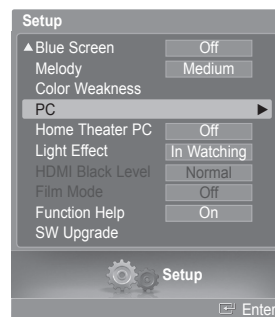 Setup
▲Blue Screen Off
Melody Medium
Color Weakness
PC ►
Home Theater PC Off
Light Effect In Watching
HDMI Black Level Normal
Film Mode Off
Function Help On
SW Upgrade
Setup
Enter